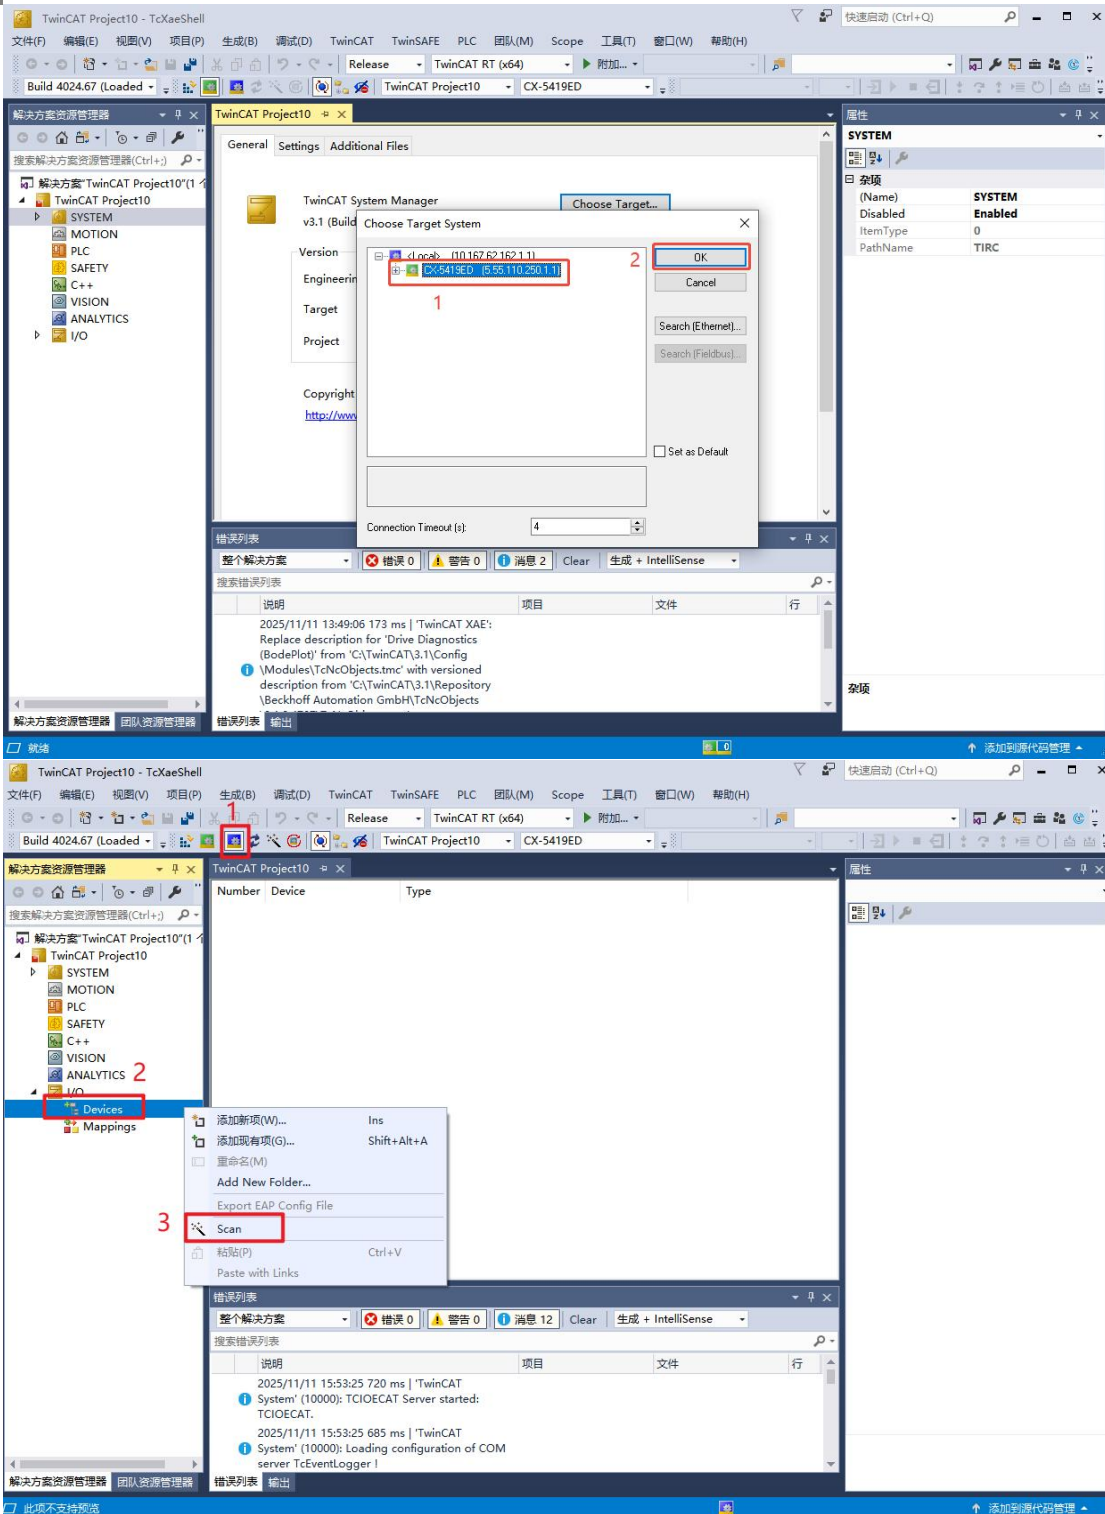 TwinCAT Project10 - TcXaeShell
快速启动 (Ctrl+Q)
文件(F) 编辑(E) 视图(V) 项目(P) 生成(B) 调试(D) TwinCAT TwinSAFE PLC 团队(M) Scope 工具(T) 窗口(W) 帮助(H)
Release TwinCAT RT (x64) 附加...
Build 4024.67 (Loaded TwinCAT Project10 CX-5419ED
解决方案资源管理器
TwinCAT Project10
属性
General Settings Additional Files
SYSTEM
搜索解决方案资源管理器(Ctrl+;)
解决方案"TwinCAT Project10"(1 个
杂项
TwinCAT Project10
TwinCAT System Manager
Choose Target...
(Name) SYSTEM
SYSTEM
v3.1 (Build
Choose Target System
Disabled Enabled
MOTION
ItemType 0
PLC
Version
<Local> (10.167.62.162.1.1)
2
OK
PathName TIRC
SAFETY
CX-5419ED (5.55.110.250.1.1)
C++
Engineerin
Cancel
VISION
1
ANALYTICS
Target
I/O
Search (Ethernet)...
Project
Search (Fieldbus)...
Copyright
http://www
Set as Default
Connection Timeout (s): 4
错误列表
整个解决方案 错误 0 警告 0 消息 2 Clear 生成 + IntelliSense
搜索错误列表
说明 项目 文件 行
2025/11/11 13:49:06 173 ms | 'TwinCAT XAE':
Replace description for 'Drive Diagnostics
(BodePlot)' from 'C:\TwinCAT\3.1\Config
\Modules\TcNcObjects.tmc' with versioned
description from 'C:\TwinCAT\3.1\Repository
\Beckhoff Automation GmbH\TcNcObjects
杂项
解决方案资源管理器 团队资源管理器 错误列表 输出
就绪
0
添加到源代码管理
TwinCAT Project10 - TcXaeShell
快速启动 (Ctrl+Q)
文件(F) 编辑(E) 视图(V) 项目(P) 生成(B) 调试(D) TwinCAT TwinSAFE PLC 团队(M) Scope 工具(T) 窗口(W) 帮助(H)
1
Release TwinCAT RT (x64) 附加...
Build 4024.67 (Loaded TwinCAT Project10 CX-5419ED
解决方案资源管理器
TwinCAT Project10
属性
Number Device Type
搜索解决方案资源管理器(Ctrl+;)
解决方案"TwinCAT Project10"(1 个
TwinCAT Project10
SYSTEM
MOTION
PLC
SAFETY
C++
VISION
ANALYTICS
2
I/O
Devices
Mappings
添加新项(W)... Ins
添加现有项(G)... Shift+Alt+A
重命名(M)
Add New Folder...
Export EAP Config File
3
Scan
粘贴(P) Ctrl+V
Paste with Links
错误列表
整个解决方案 错误 0 警告 0 消息 12 Clear 生成 + IntelliSense
搜索错误列表
说明 项目 文件 行
2025/11/11 15:53:25 720 ms | 'TwinCAT
System' (10000): TCIOECAT Server started:
TCIOECAT.
2025/11/11 15:53:25 685 ms | 'TwinCAT
System' (10000): Loading configuration of COM
server TcEventLogger !
解决方案资源管理器 团队资源管理器 错误列表 输出
此项不支持预览
添加到源代码管理